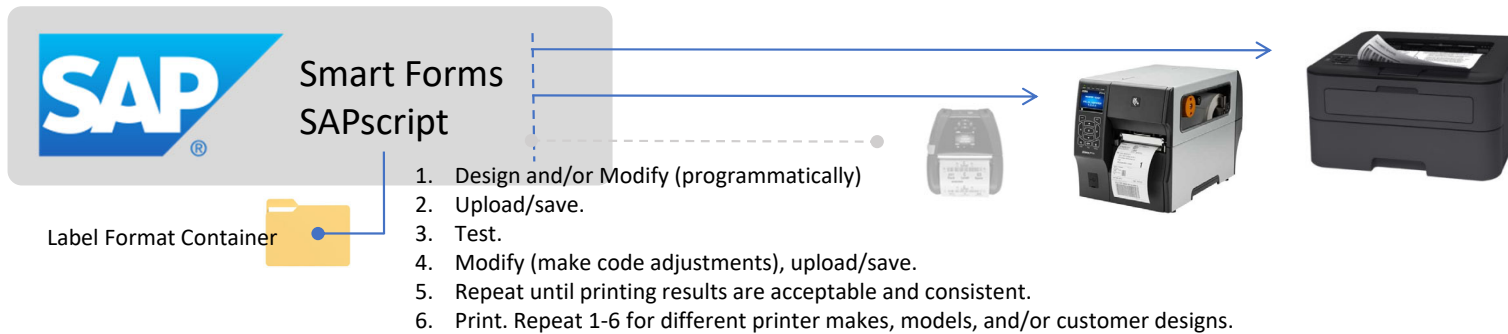 SAP
®
Smart Forms
SAPscript
Label Format Container
1. Design and/or Modify (programmatically)
2. Upload/save.
3. Test.
4. Modify (make code adjustments), upload/save.
5. Repeat until printing results are acceptable and consistent.
6. Print. Repeat 1-6 for different printer makes, models, and/or customer designs.